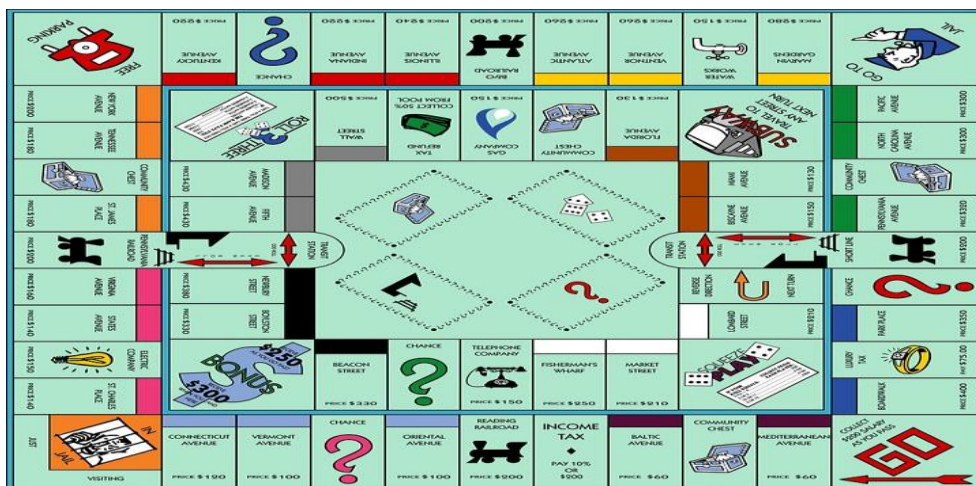 FREE
PARKING
KENTUCKY
AVENUE
PRICE $220
CHANCE
INDIANA
AVENUE
PRICE $220
ILLINOIS
AVENUE
PRICE $240
B&O
RAILROAD
PRICE $200
ATLANTIC
AVENUE
PRICE $260
VENTNOR
AVENUE
PRICE $260
WATER
WORKS
PRICE $150
MARVIN
GARDENS
PRICE $280
GO TO
JAIL
NEW YORK
AVENUE
PRICE $200
TENNESSEE
AVENUE
PRICE $180
COMMUNITY
CHEST
ST. JAMES
PLACE
PRICE $180
PENNSYLVANIA
RAILROAD
PRICE $200
VIRGINIA
AVENUE
PRICE $160
STATES
AVENUE
PRICE $140
ELECTRIC
COMPANY
PRICE $150
ST. CHARLES
PLACE
PRICE $140
ROLL
3
THREE
WALL
STREET
PRICE $500
TAX
REFUND
COLLECT 50%
FROM POOL
GAS
COMPANY
PRICE $150
COMMUNITY
CHEST
FLORIDA
AVENUE
PRICE $130
SUBWAY
TRAVEL TO
ANY STREET
NEXT TURN
MADISON
AVENUE
FIFTH
AVENUE
PRICE $430
TRANSIT
STATION
NEWBURY
STREET
PRICE $380
BOYLSTON
STREET
PRICE $330
MIAMI
AVENUE
PRICE $130
BISCAYNE
AVENUE
PRICE $150
TRANSIT
STATION
REVERSE
DIRECTION
NEXT TURN
LOMBARD
STREET
PRICE $210
BONUS
$250
$300
BEACON
STREET
PRICE $330
CHANCE
TELEPHONE
COMPANY
PRICE $150
FISHERMAN'S
WHARF
PRICE $250
MARKET
STREET
PRICE $210
SQUEEZE
PLAY
PACIFIC
AVENUE
PRICE $300
NORTH
CAROLINA
AVENUE
PRICE $300
COMMUNITY
CHEST
PENNSYLVANIA
AVENUE
PRICE $320
SHORT LINE
PRICE $200
CHANCE
PARK PLACE
PRICE $350
LUXURY
TAX
PAY $75.00
BOARDWALK
PRICE $400
IN
JAIL
JUST
VISITING
CONNECTICUT
AVENUE
PRICE $120
VERMONT
AVENUE
PRICE $100
CHANCE
ORIENTAL
AVENUE
PRICE $100
READING
RAILROAD
PRICE $200
INCOME
TAX
PAY 10%
OR
$200
BALTIC
AVENUE
PRICE $60
COMMUNITY
CHEST
MEDITERRANEAN
AVENUE
PRICE $60
COLLECT
$200 SALARY
AS YOU PASS
GO